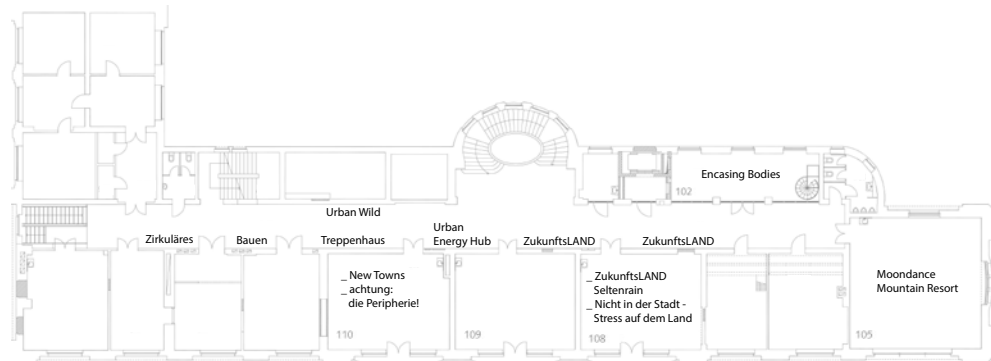 Encasing Bodies
102
Urban Wild
Zirkuläres
Bauen
Treppenhaus
Urban
Energy Hub
ZukunftsLAND
ZukunftsLAND
_ New Towns
_ achtung:
die Peripherie!
110
109
_ ZukunftsLAND
Seltenrain
_ Nicht in der Stadt -
Stress auf dem Land
108
Moondance
Mountain Resort
105